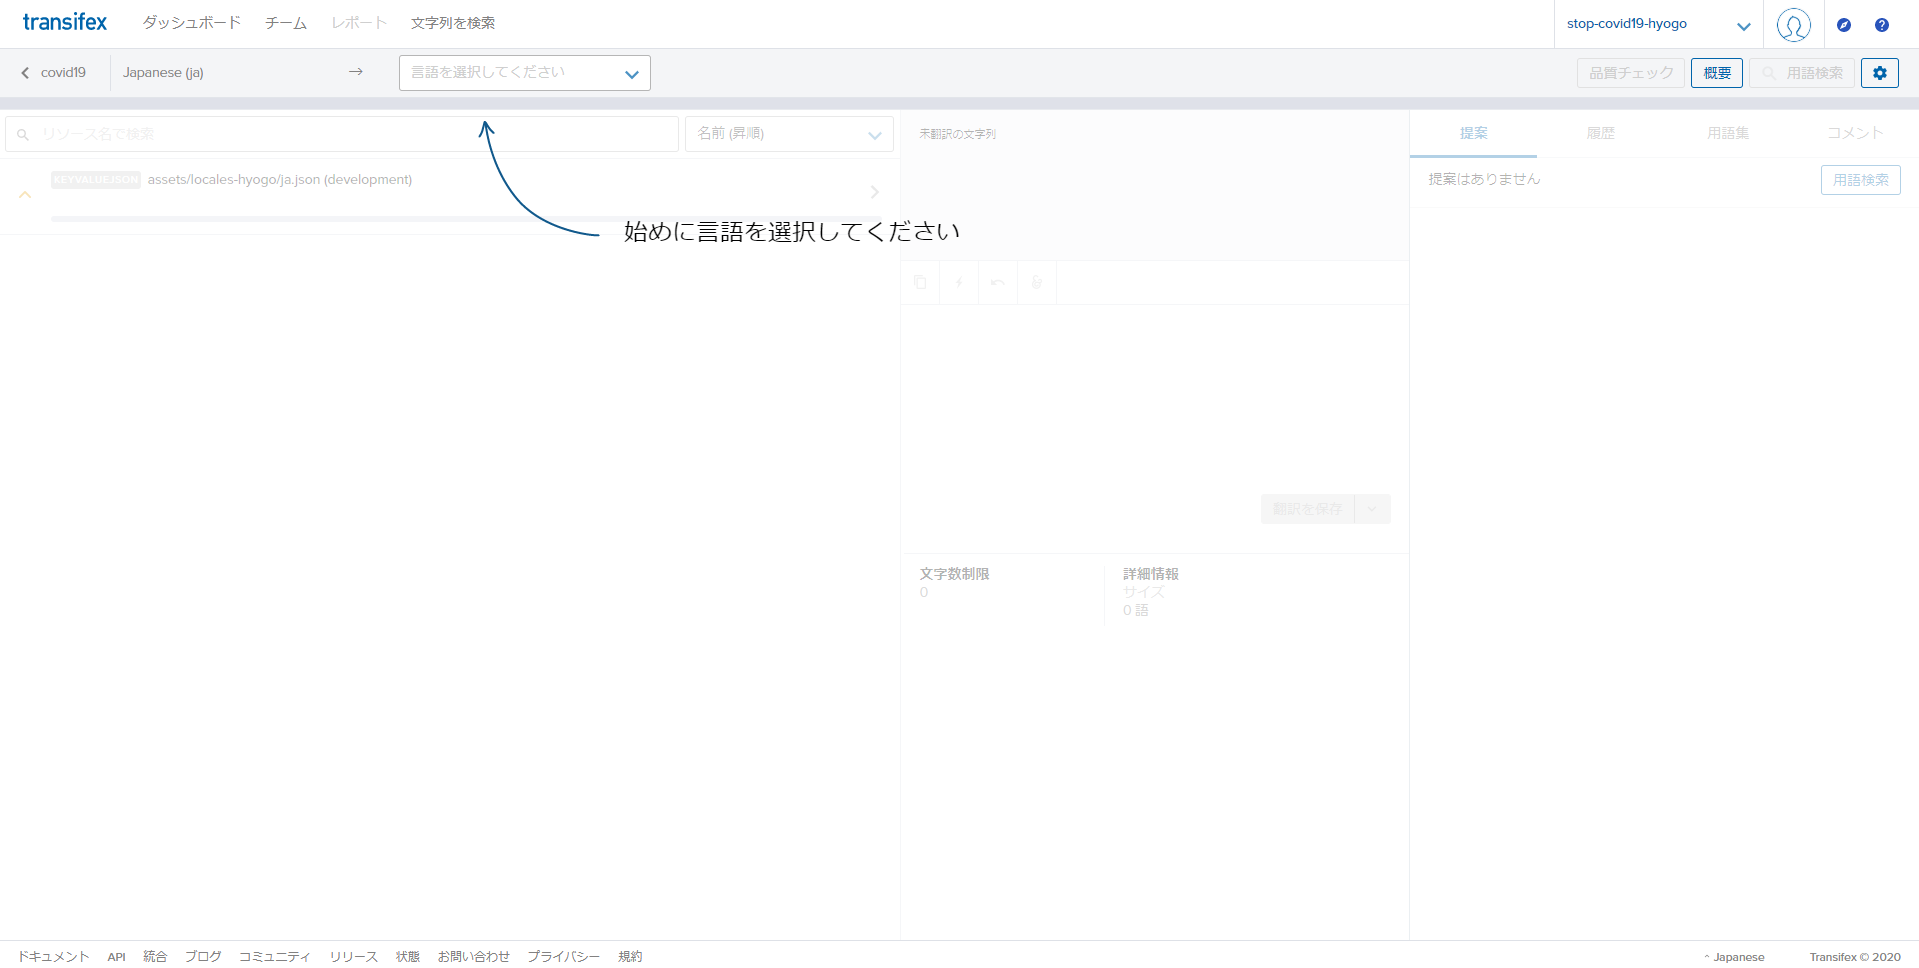 transifex ダッシュボード チーム レポート 文字列を検索 stop-covid19-hyogo
covid19 Japanese (ja) → 言語を選択してください 品質チェック 概要 用語検索
リソース名で検索 名前 (昇順) 未翻訳の文字列 提案 履歴 用語集 コメント
KEYVALUEJSON assets/locales-hyogo/ja.json (development) 提案はありません 用語検索
始めに言語を選択してください
翻訳を保存
文字数制限 詳細情報
0 サイズ
0 語
ドキュメント API 統合 ブログ コミュニティ リリース 状態 お問い合わせ プライバシー 規約 ^ Japanese Transifex © 2020